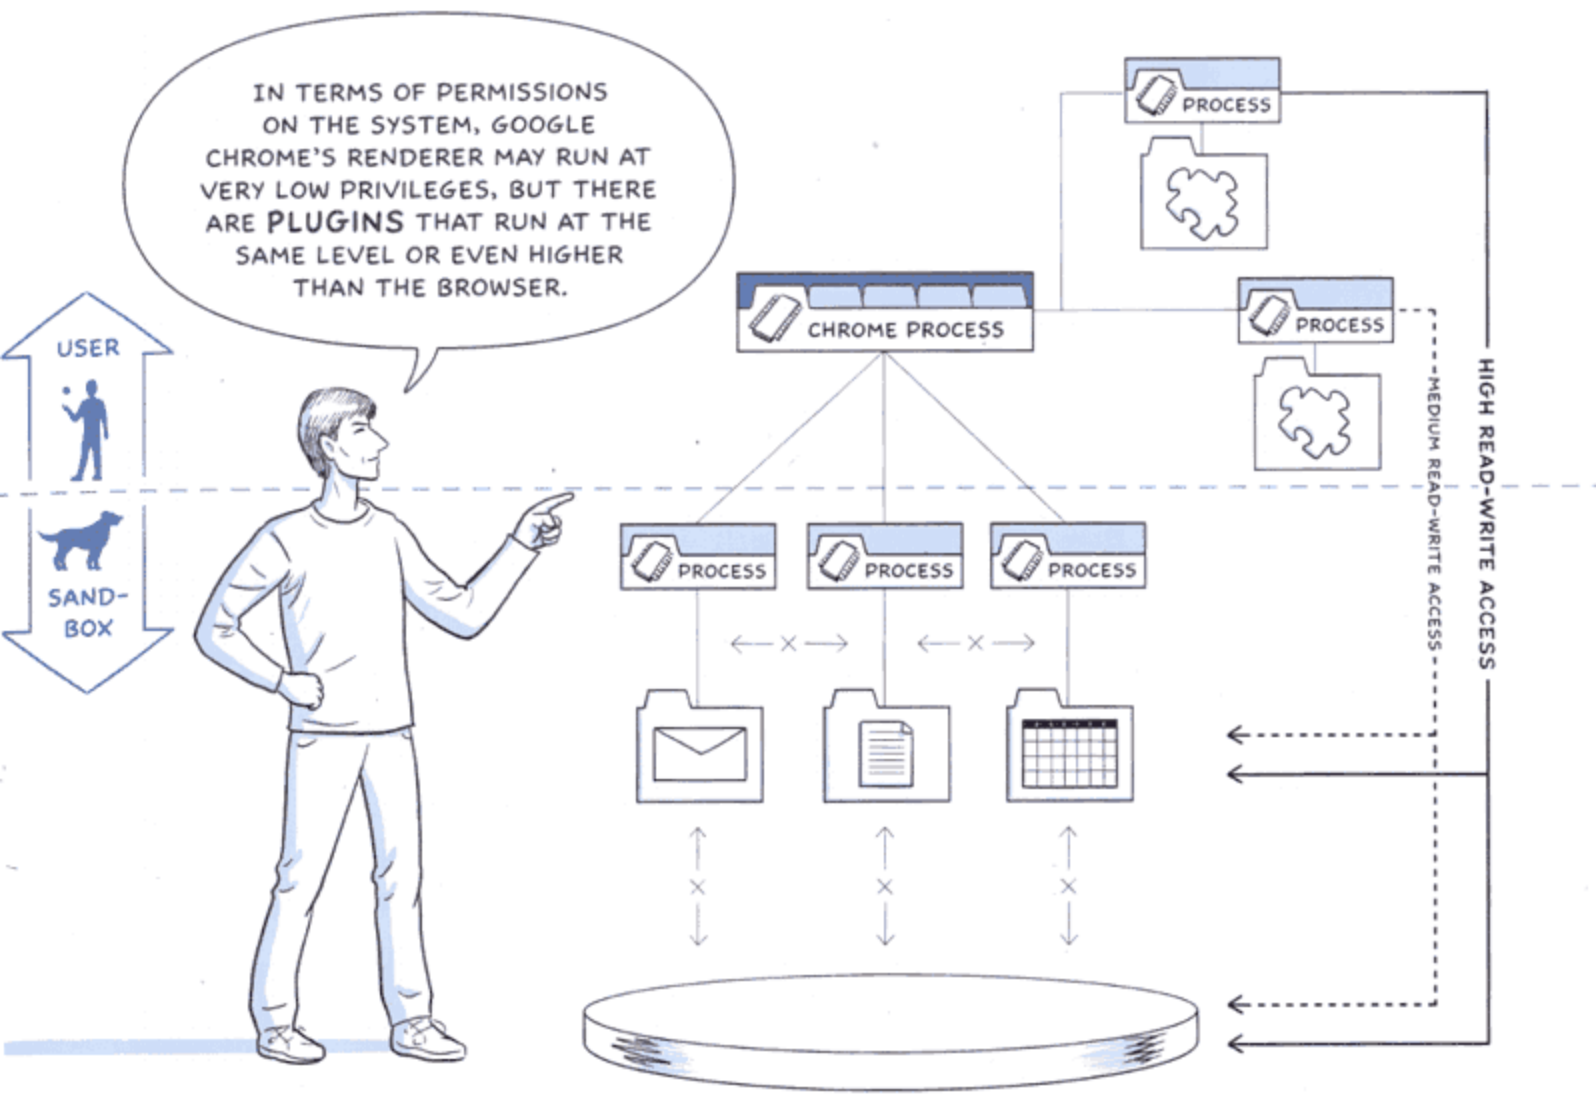 IN TERMS OF PERMISSIONS
ON THE SYSTEM, GOOGLE
CHROME'S RENDERER MAY RUN AT
VERY LOW PRIVILEGES, BUT THERE
ARE PLUGINS THAT RUN AT THE
SAME LEVEL OR EVEN HIGHER
THAN THE BROWSER.
PROCESS
CHROME PROCESS
PROCESS
USER
SAND-
BOX
PROCESS
PROCESS
PROCESS
MEDIUM READ-WRITE ACCESS
HIGH READ-WRITE ACCESS